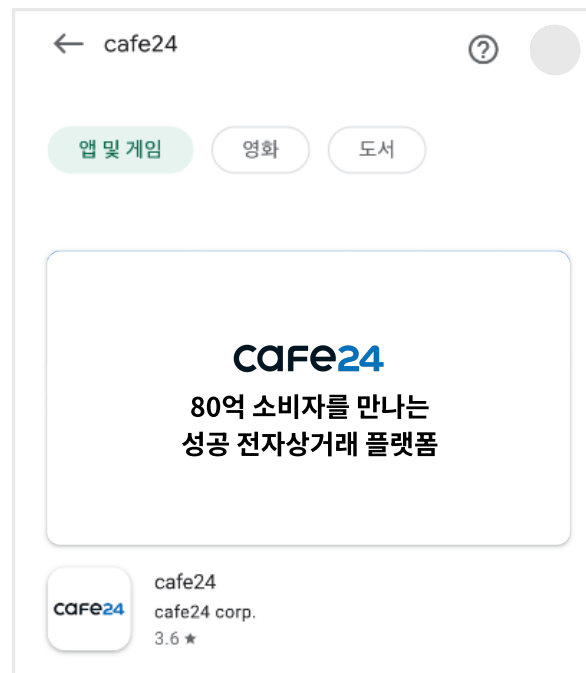 cafe24
앱 및 게임
영화
도서
cafe24
80억 소비자를 만나는
성공 전자상거래 플랫폼
cafe24
cafe24
cafe24 corp.
3.6 ★